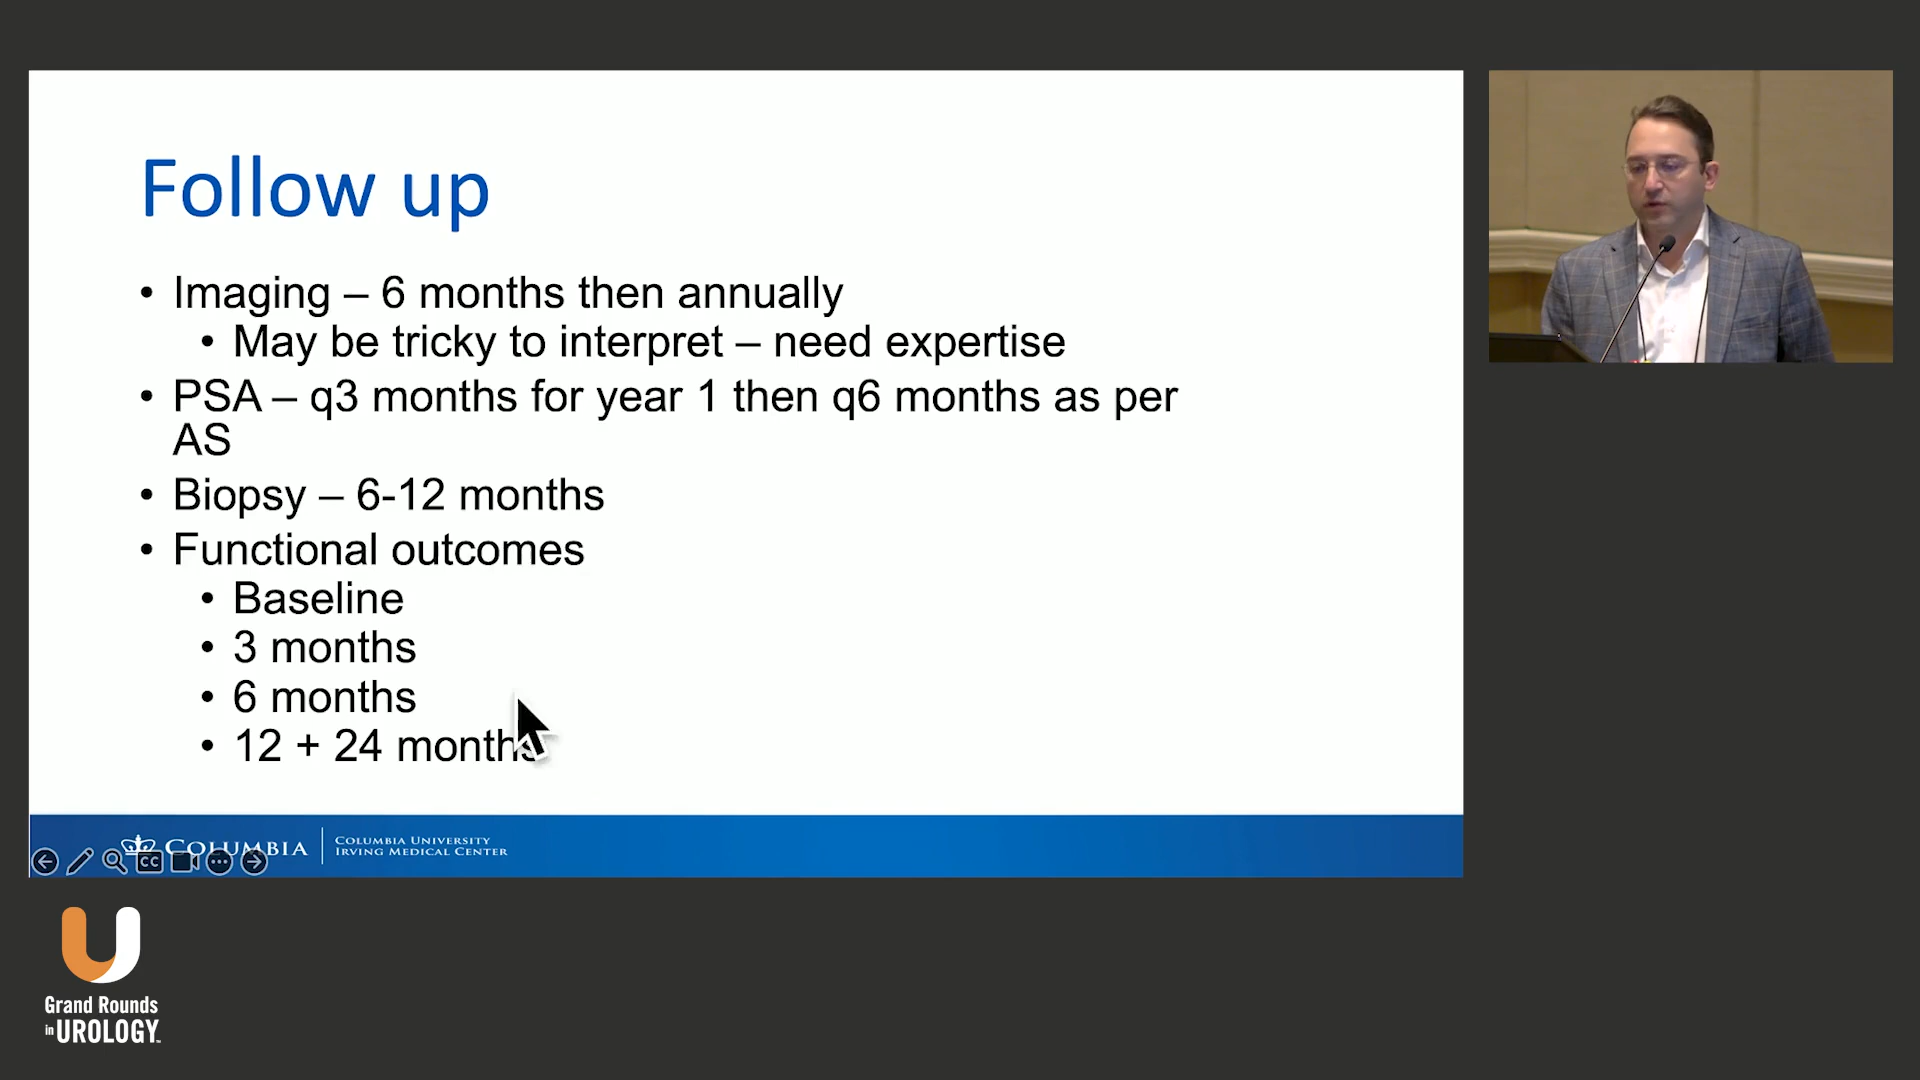 Follow up
• Imaging – 6 months then annually
• May be tricky to interpret – need expertise
• PSA – q3 months for year 1 then q6 months as per
AS
• Biopsy – 6-12 months
• Functional outcomes
• Baseline
• 3 months
• 6 months
• 12 + 24 months
COLUMBIA
COLUMBIA UNIVERSITY
IRVING MEDICAL CENTER
CC
Grand Rounds
in UROLOGY™